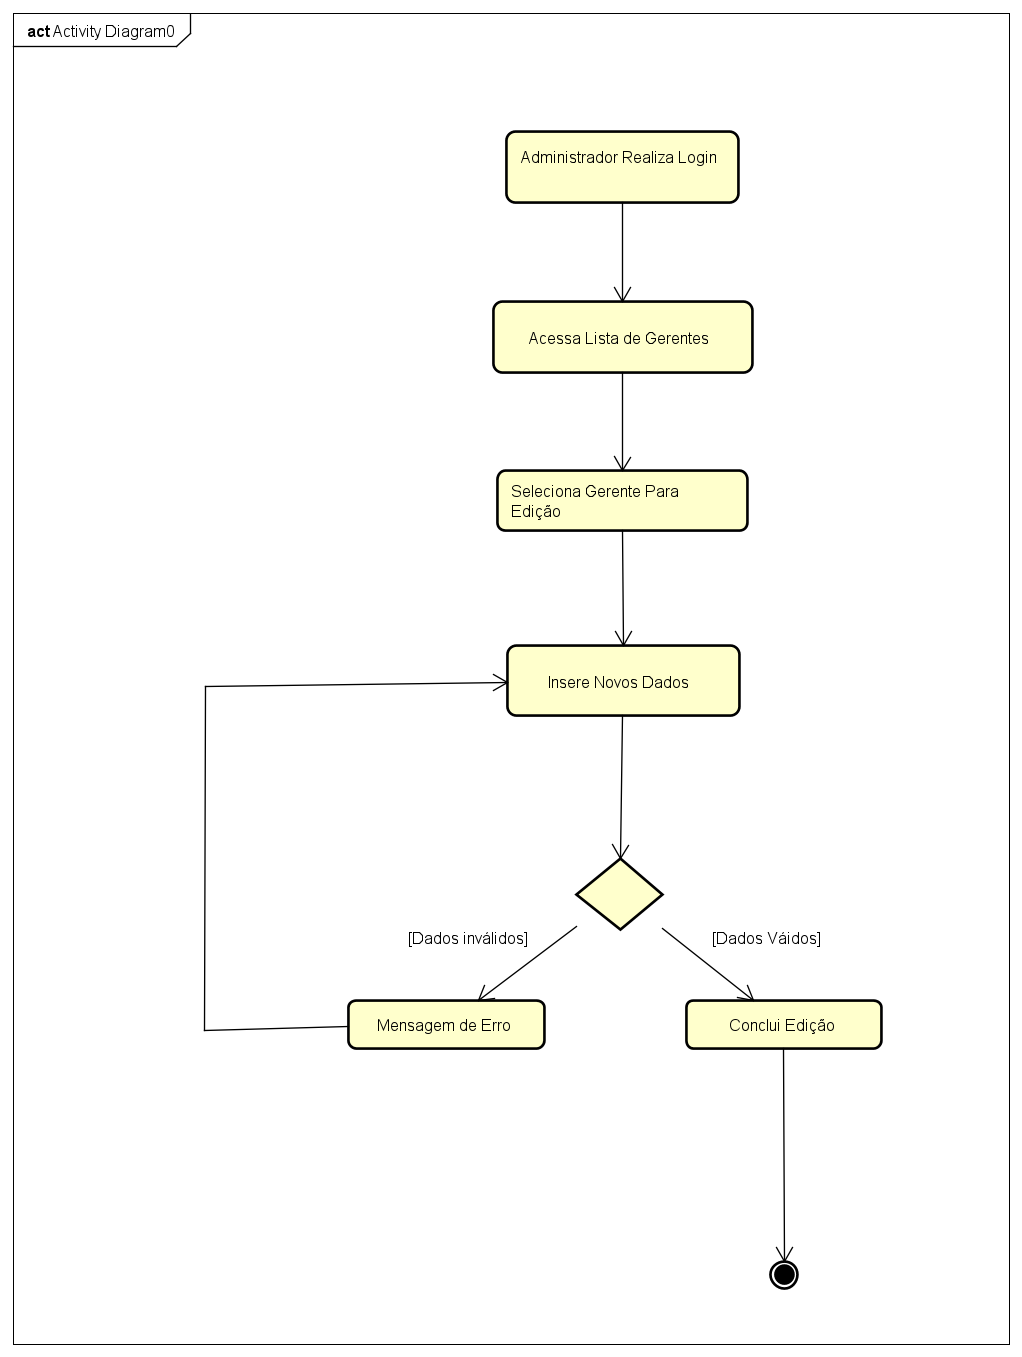 act Activity Diagram0
Administrador Realiza Login
Acessa Lista de Gerentes
Seleciona Gerente Para
Edição
Insere Novos Dados
[Dados inválidos]
[Dados Váidos]
Mensagem de Erro
Conclui Edição